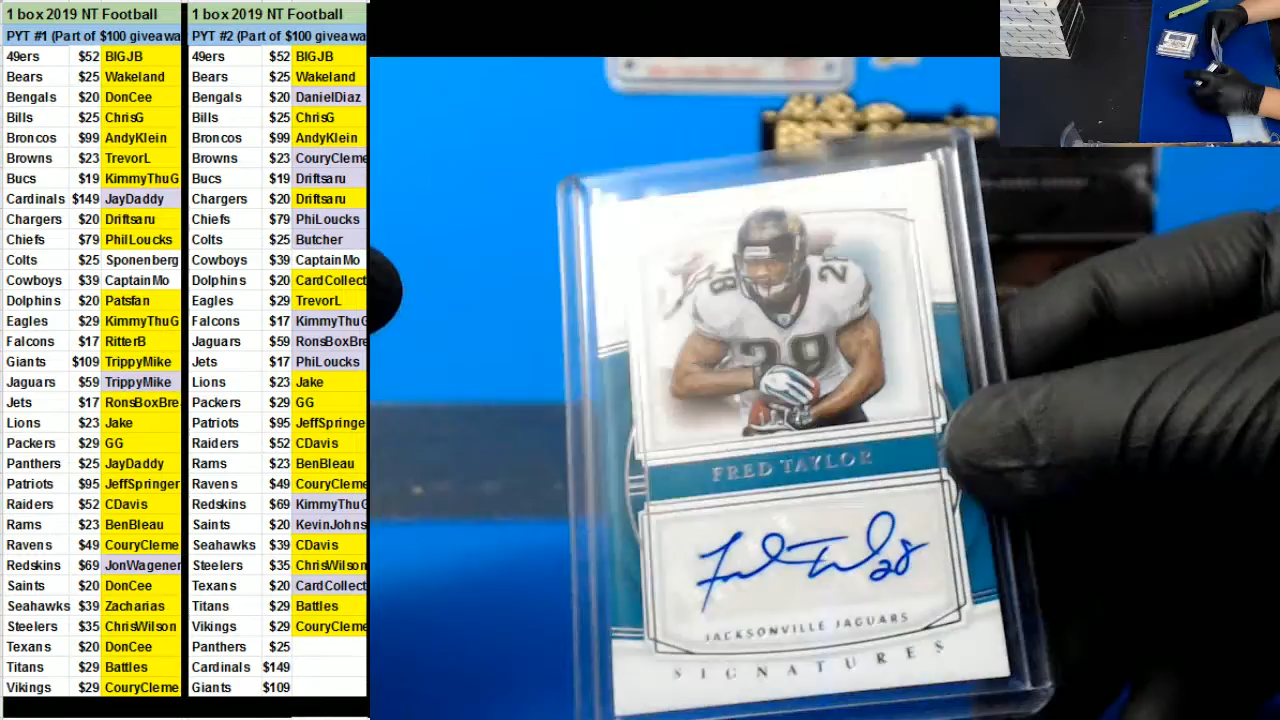 1 box 2019 NT Football
PYT #1 (Part of $100 giveawa
49ers $52 BIGJB
Bears $25 Wakeland
Bengals $20 DonCee
Bills $25 ChrisG
Broncos $99 AndyKlein
Browns $23 TrevorL
Bucs $19 KimmyThuG
Cardinals $149 JayDaddy
Chargers $20 Driftsaru
Chiefs $79 PhilLoucks
Colts $25 Sponenberg
Cowboys $39 CaptainMo
Dolphins $20 Patsfan
Eagles $29 KimmyThuG
Falcons $17 RitterB
Giants $109 TrippyMike
Jaguars $59 TrippyMike
Jets $17 RonsBoxBre
Lions $23 Jake
Packers $29 GG
Panthers $25 JayDaddy
Patriots $95 JeffSpringer
Raiders $52 CDavis
Rams $23 BenBleau
Ravens $49 CouryCleme
Redskins $69 JonWagener
Saints $20 DonCee
Seahawks $39 Zacharias
Steelers $35 ChrisWilson
Texans $20 DonCee
Titans $29 Battles
Vikings $29 CouryCleme
1 box 2019 NT Football
PYT #2 (Part of $100 giveawa
49ers $52 BIGJB
Bears $25 Wakeland
Bengals $20 DanielDiaz
Bills $25 ChrisG
Broncos $99 AndyKlein
Browns $23 CouryCleme
Bucs $19 Driftsaru
Chargers $20 Driftsaru
Chiefs $79 PhiLoucks
Colts $25 Butcher
Cowboys $39 CaptainMo
Dolphins $20 CardCollect
Eagles $29 TrevorL
Falcons $17 KimmyThuG
Jaguars $59 RonsBoxBre
Jets $17 PhiLoucks
Lions $23 Jake
Packers $29 GG
Patriots $95 JeffSpringe
Raiders $52 CDavis
Rams $23 BenBleau
Ravens $49 CouryCleme
Redskins $69 KimmyThuG
Saints $20 KevinJohns
Seahawks $39 CDavis
Steelers $35 ChrisWilson
Texans $20 CardCollect
Titans $29 Battles
Vikings $29 CouryCleme
Panthers $25
Cardinals $149
Giants $109
28
28
FRED TAYLOR
JACKSONVILLE JAGUARS
SIGNATURES